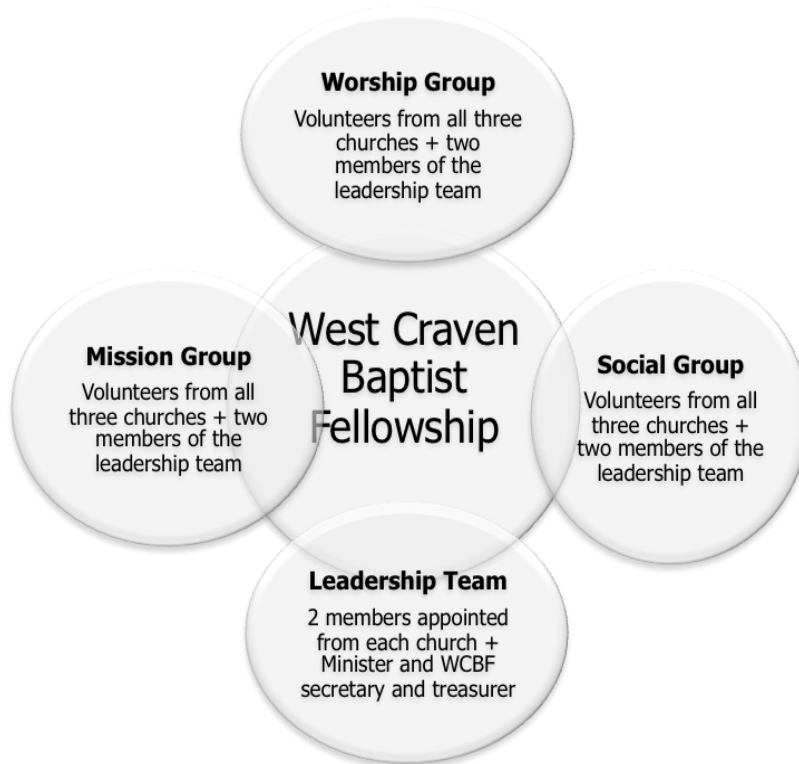 Worship Group
Volunteers from all three
churches + two
members of the
leadership team
West Craven
Baptist
Fellowship
Mission Group
Volunteers from all
three churches + two
members of the
leadership team
Social Group
Volunteers from all
three churches +
two members of the
leadership team
Leadership Team
2 members appointed
from each church +
Minister and WCBF
secretary and treasurer